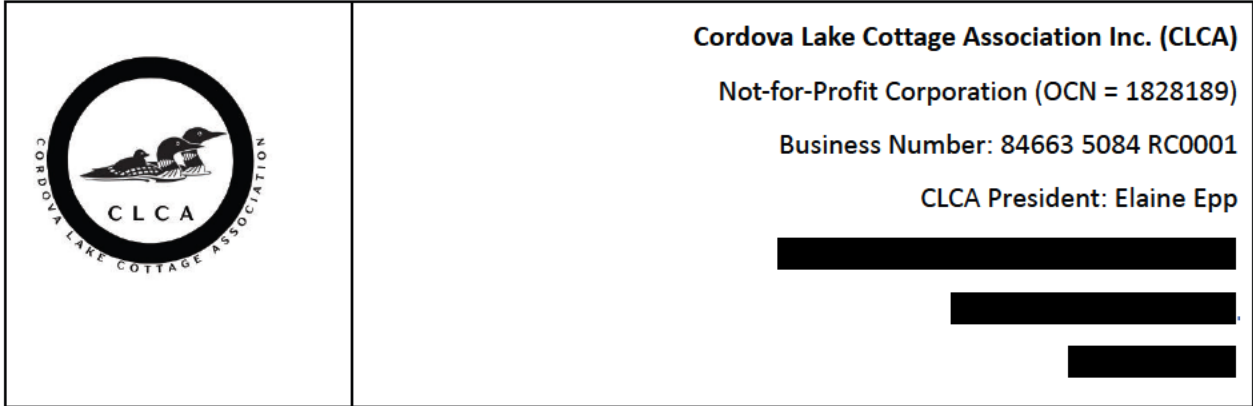 CLCA
CORDOVA LAKE COTTAGE ASSOCIATION
Cordova Lake Cottage Association Inc. (CLCA)
Not-for-Profit Corporation (OCN = 1828189)
Business Number: 84663 5084 RC0001
CLCA President: Elaine Epp